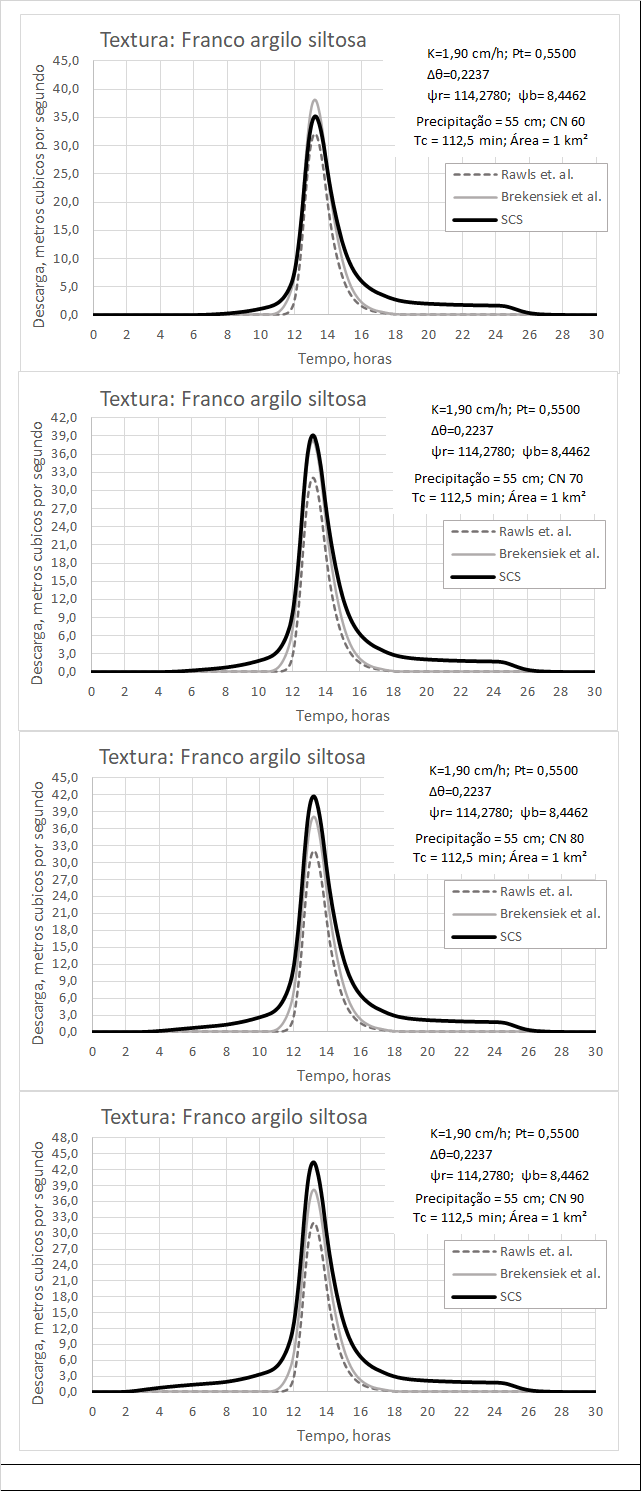 Textura: Franco argilo siltosa
K=1,90 cm/h; Pt= 0,5500
Δθ=0,2237
ψr= 114,2780; ψb= 8,4462
Precipitação = 55 cm; CN 60
Tc = 112,5 min; Área = 1 km²
Rawls et. al.
Brekensiek et al.
SCS
Descarga, metros cubicos por segundo
45,0
40,0
35,0
30,0
25,0
20,0
15,0
10,0
5,0
0,0
0 2 4 6 8 10 12 14 16 18 20 22 24 26 28 30
Tempo, horas
Textura: Franco argilo siltosa
K=1,90 cm/h; Pt= 0,5500
Δθ=0,2237
ψr= 114,2780; ψb= 8,4462
Precipitação = 55 cm; CN 70
Tc = 112,5 min; Área = 1 km²
Rawls et. al.
Brekensiek et al.
SCS
Descarga, metros cubicos por segundo
42,0
39,0
36,0
33,0
30,0
27,0
24,0
21,0
18,0
15,0
12,0
9,0
6,0
3,0
0,0
0 2 4 6 8 10 12 14 16 18 20 22 24 26 28 30
Tempo, horas
Textura: Franco argilo siltosa
K=1,90 cm/h; Pt= 0,5500
Δθ=0,2237
ψr= 114,2780; ψb= 8,4462
Precipitação = 55 cm; CN 80
Tc = 112,5 min; Área = 1 km²
Rawls et. al.
Brekensiek et al.
SCS
Descarga, metros cubicos por segundo
45,0
42,0
39,0
36,0
33,0
30,0
27,0
24,0
21,0
18,0
15,0
12,0
9,0
6,0
3,0
0,0
0 2 4 6 8 10 12 14 16 18 20 22 24 26 28 30
Tempo, horas
Textura: Franco argilo siltosa
K=1,90 cm/h; Pt= 0,5500
Δθ=0,2237
ψr= 114,2780; ψb= 8,4462
Precipitação = 55 cm; CN 90
Tc = 112,5 min; Área = 1 km²
Rawls et. al.
Brekensiek et al.
SCS
Descarga, metros cubicos por segundo
48,0
45,0
42,0
39,0
36,0
33,0
30,0
27,0
24,0
21,0
18,0
15,0
12,0
9,0
6,0
3,0
0,0
0 2 4 6 8 10 12 14 16 18 20 22 24 26 28 30
Tempo, horas